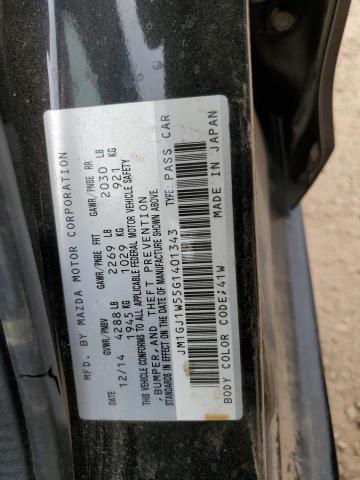 MFD. BY MAZDA MOTOR CORPORATION
DATE GVWR/PNBV GAWR/PNBE FRT GAWR/PNBE RR
12/14 4288 LB 2269 LB 2030 LB
1945 KG 1029 KG 921 KG
THIS VEHICLE CONFORMS TO ALL APPLICABLE FEDERAL MOTOR VEHICLE SAFETY
, BUMPER, AND THEFT PREVENTION
STANDARDS IN EFFECT ON THE DATE OF MANUFACTURE SHOWN ABOVE.
JM1GJ1W55G1401343 TYPE: PASS CAR
BODY COLOR CODE: 41W MADE IN JAPAN